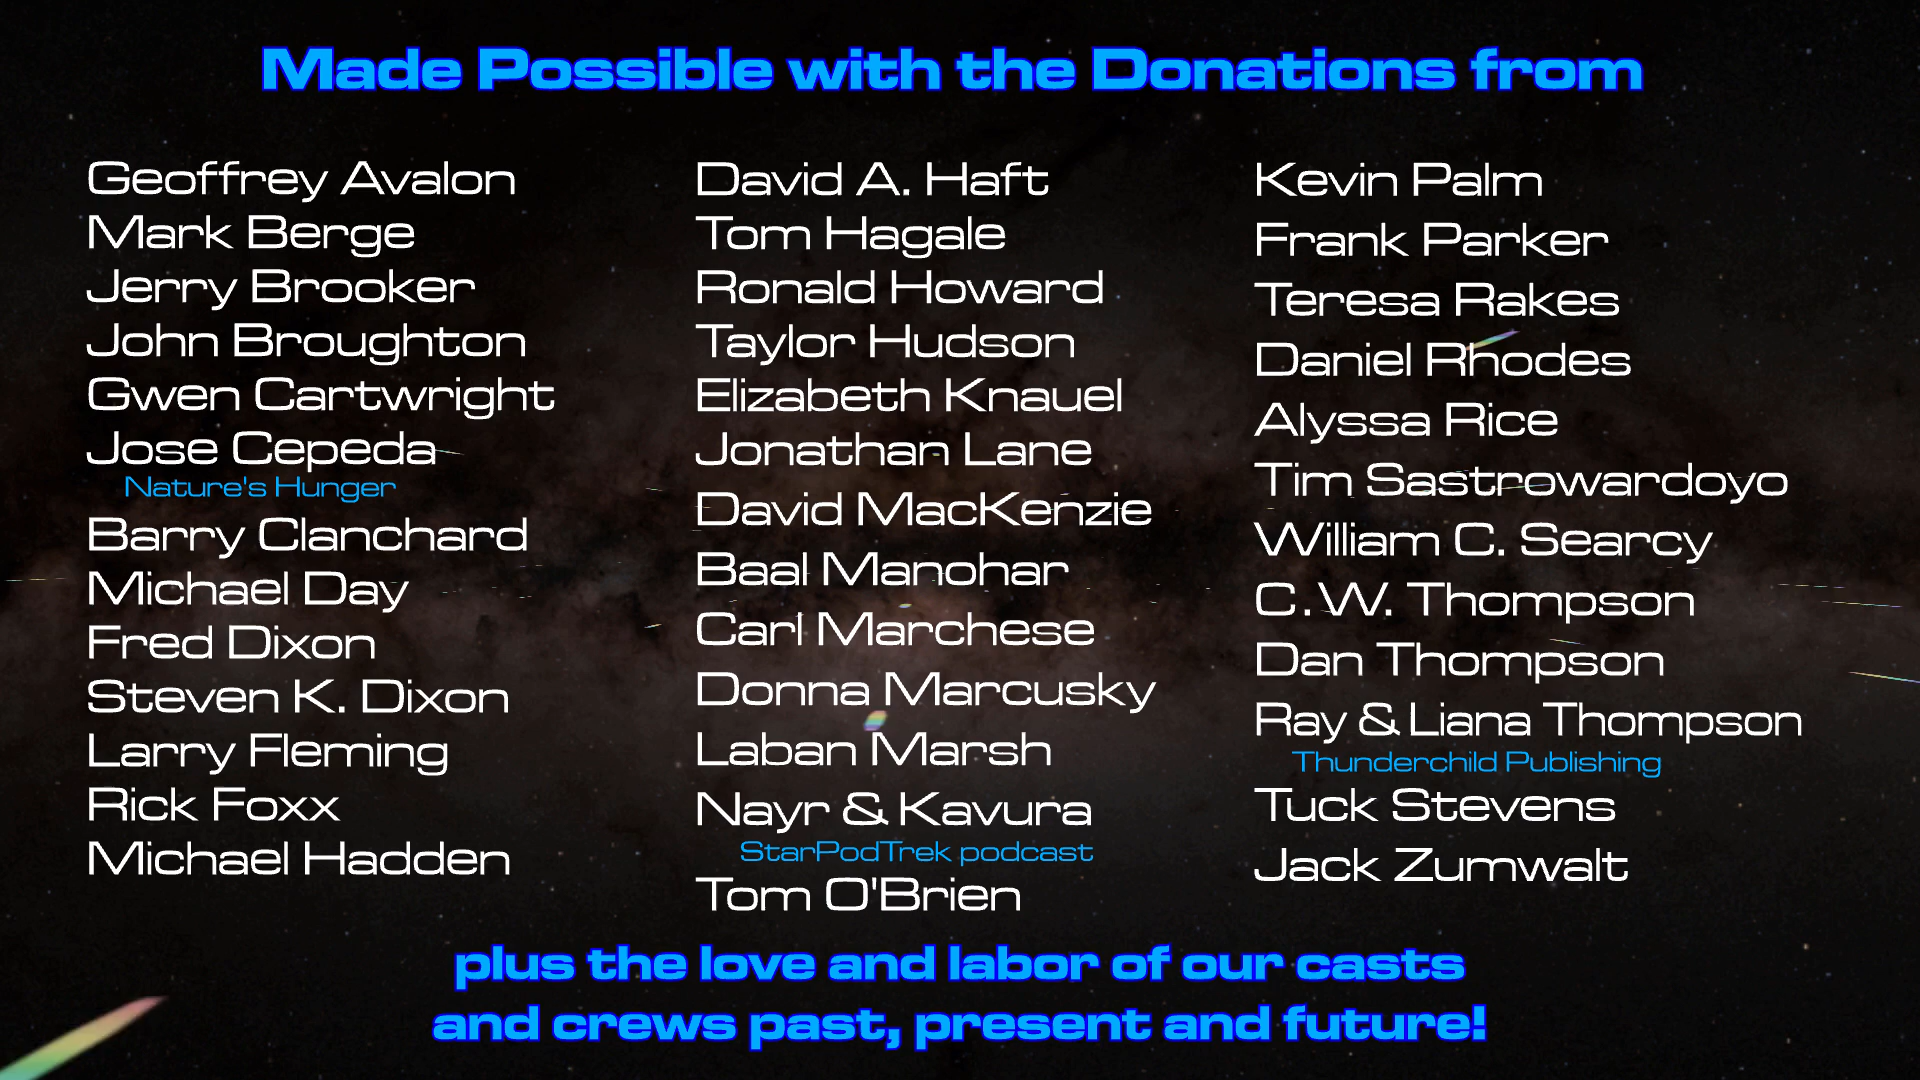 Made Possible with the Donations from
Geoffrey Avalon
Mark Berge
Jerry Brooker
John Broughton
Gwen Cartwright
Jose Cepeda
Nature's Hunger
Barry Clanchard
Michael Day
Fred Dixon
Steven K. Dixon
Larry Fleming
Rick Foxx
Michael Hadden
David A. Haft
Tom Hagale
Ronald Howard
Taylor Hudson
Elizabeth Knauel
Jonathan Lane
David MacKenzie
Baal Manohar
Carl Marchese
Donna Marcusky
Laban Marsh
Nayr & Kavura
StarPodTrek podcast
Tom O'Brien
Kevin Palm
Frank Parker
Teresa Rakes
Daniel Rhodes
Alyssa Rice
Tim Sastrowardoyo
William C. Searcy
C.W. Thompson
Dan Thompson
Ray & Liana Thompson
Thunderchild Publishing
Tuck Stevens
Jack Zumwalt
plus the love and labor of our casts
and crews past, present and future!